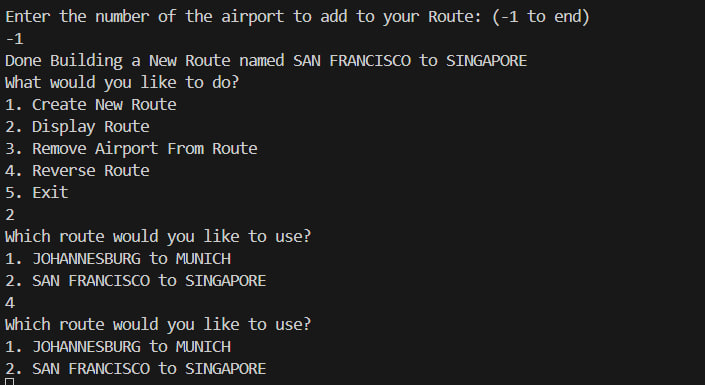 Enter the number of the airport to add to your Route: (-1 to end)
-1
Done Building a New Route named SAN FRANCISCO to SINGAPORE
What would you like to do?
1. Create New Route
2. Display Route
3. Remove Airport From Route
4. Reverse Route
5. Exit
2
Which route would you like to use?
1. JOHANNESBURG to MUNICH
2. SAN FRANCISCO to SINGAPORE
4
Which route would you like to use?
1. JOHANNESBURG to MUNICH
2. SAN FRANCISCO to SINGAPORE